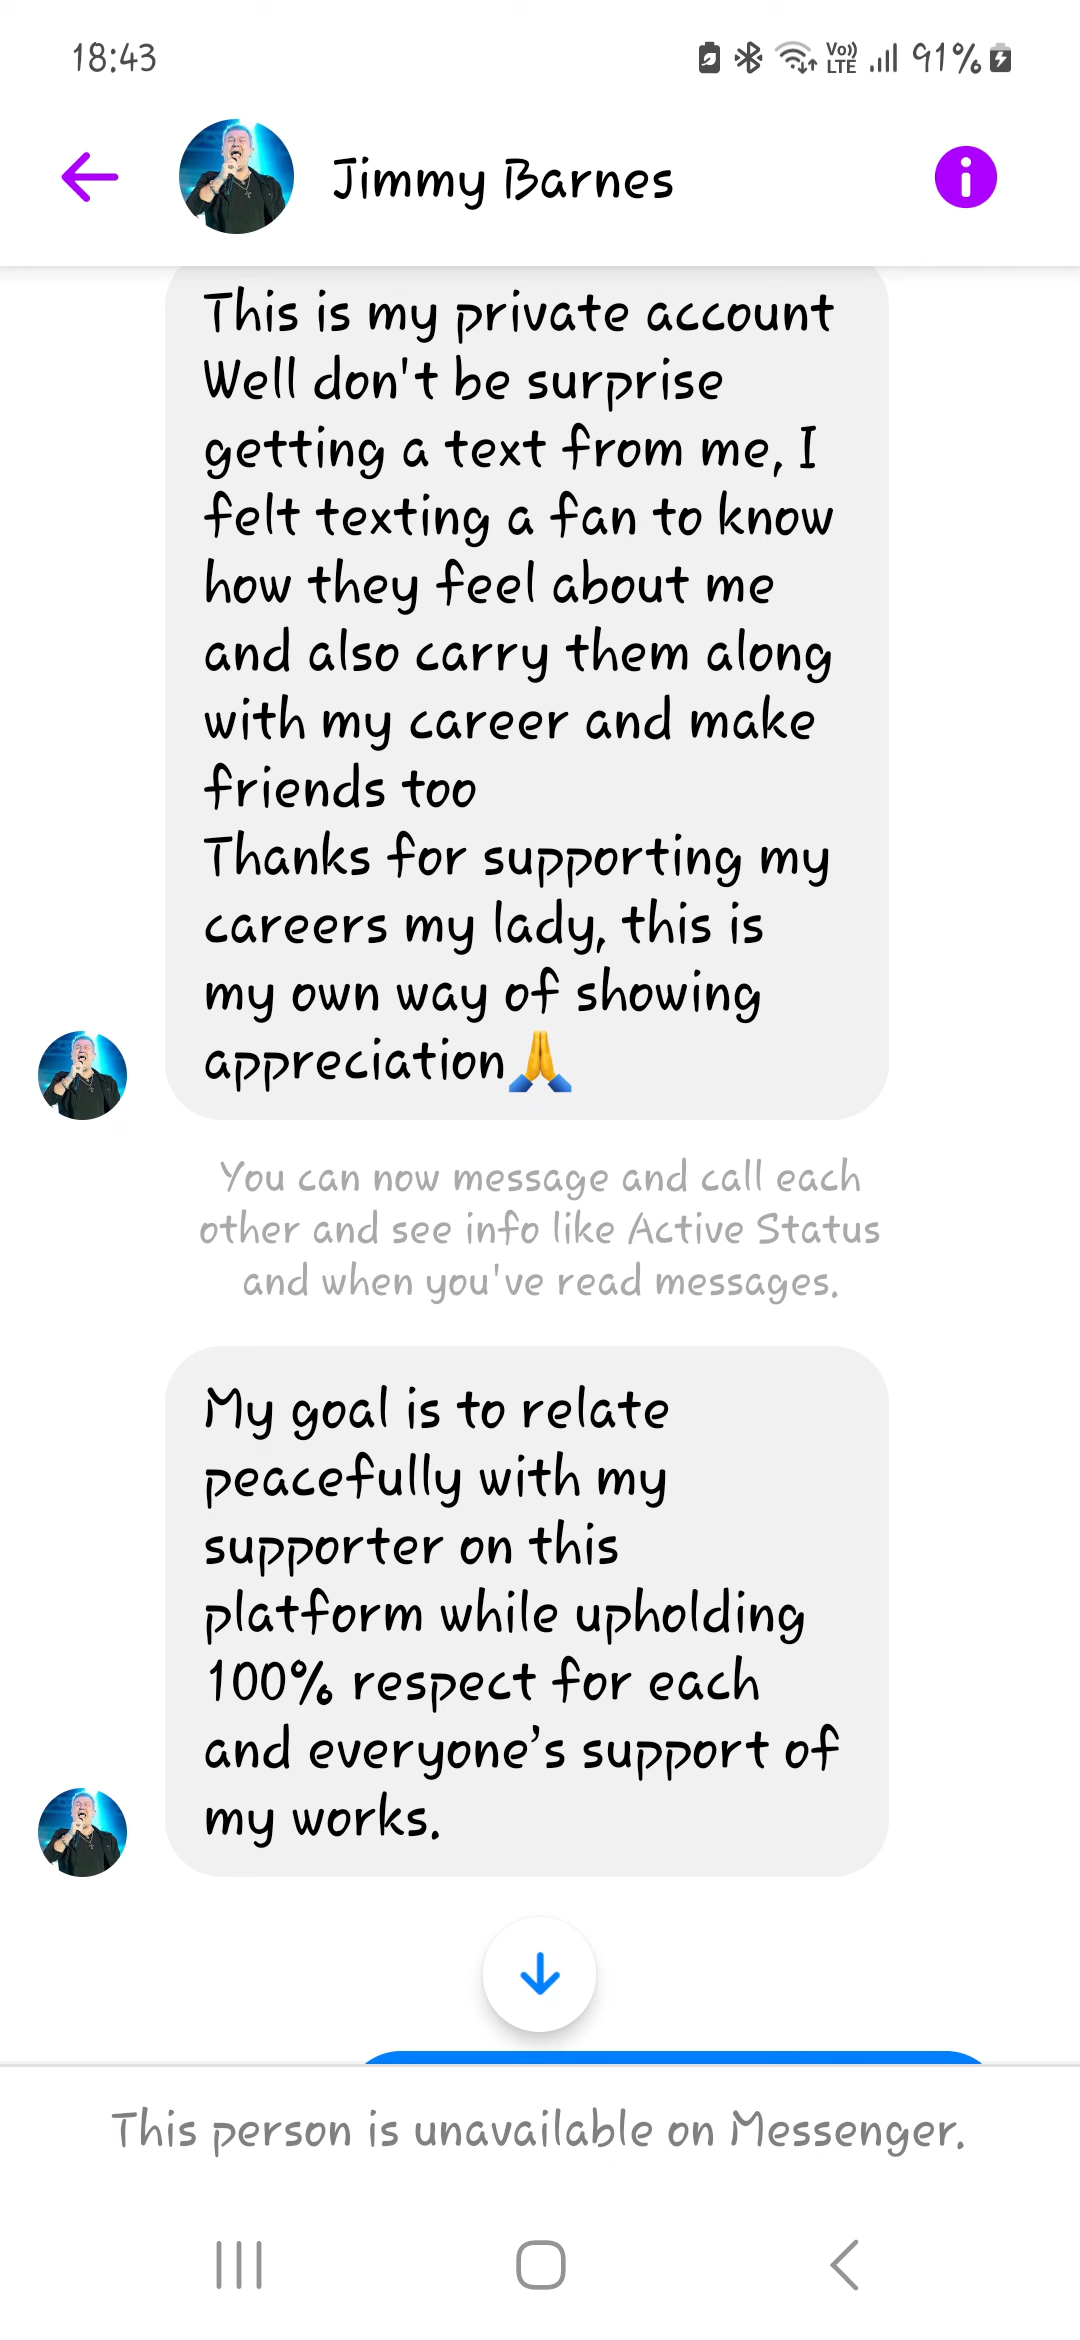 18:43
Vo))
LTE
91%
Jimmy Barnes
This is my private account
Well don't be surprise
getting a text from me, I
felt texting a fan to know
how they feel about me
and also carry them along
with my career and make
friends too
Thanks for supporting my
careers my lady, this is
my own way of showing
appreciation🙏
You can now message and call each
other and see info like Active Status
and when you've read messages.
My goal is to relate
peacefully with my
supporter on this
platform while upholding
100% respect for each
and everyone’s support of
my works.
This person is unavailable on Messenger.